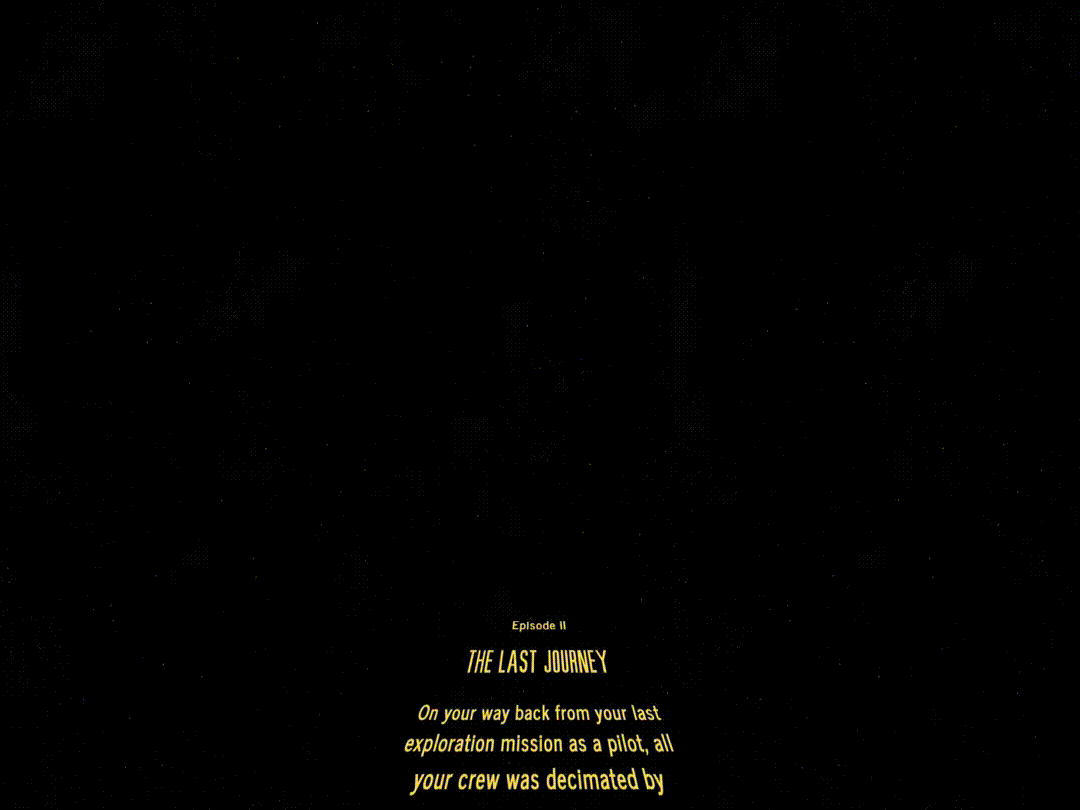 Episode II
THE LAST JOURNEY
On your way back from your last
exploration mission as a pilot, all
your crew was decimated by